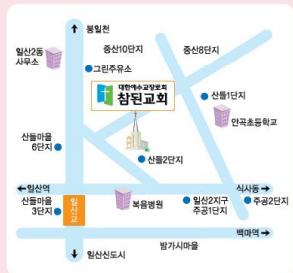 봉일천
일산2동
사무소
중산10단지
중산8단지
그린주유소
대한예수교장로회
참된교회
산들1단지
안곡초등학교
산들마을
6단지
산들2단지
←일산역
식사동→
산들마을
3단지
일산교
복음병원
일산2지구
주공1단지
주공2단지
백마역→
밤가시마을
일산신도시